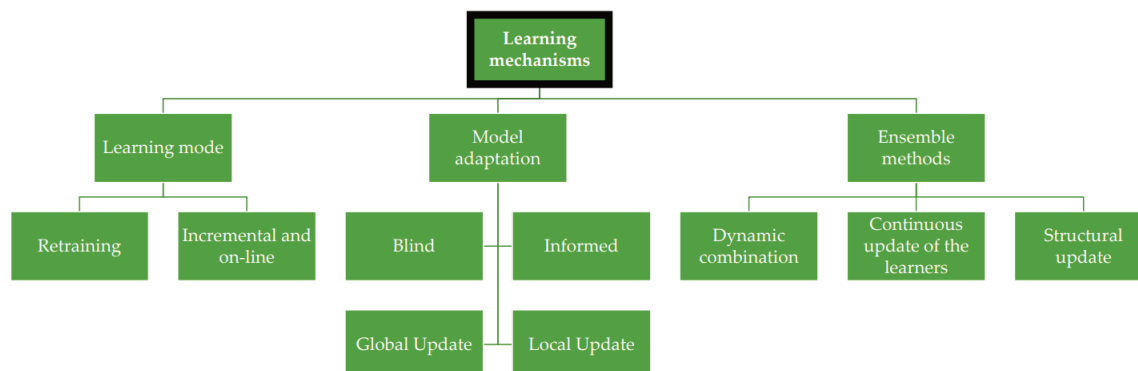 Learning
mechanisms
Learning mode
Model
adaptation
Ensemble
methods
Retraining
Incremental and
on-line
Blind
Informed
Dynamic
combination
Continuous
update of the
learners
Structural
update
Global Update
Local Update